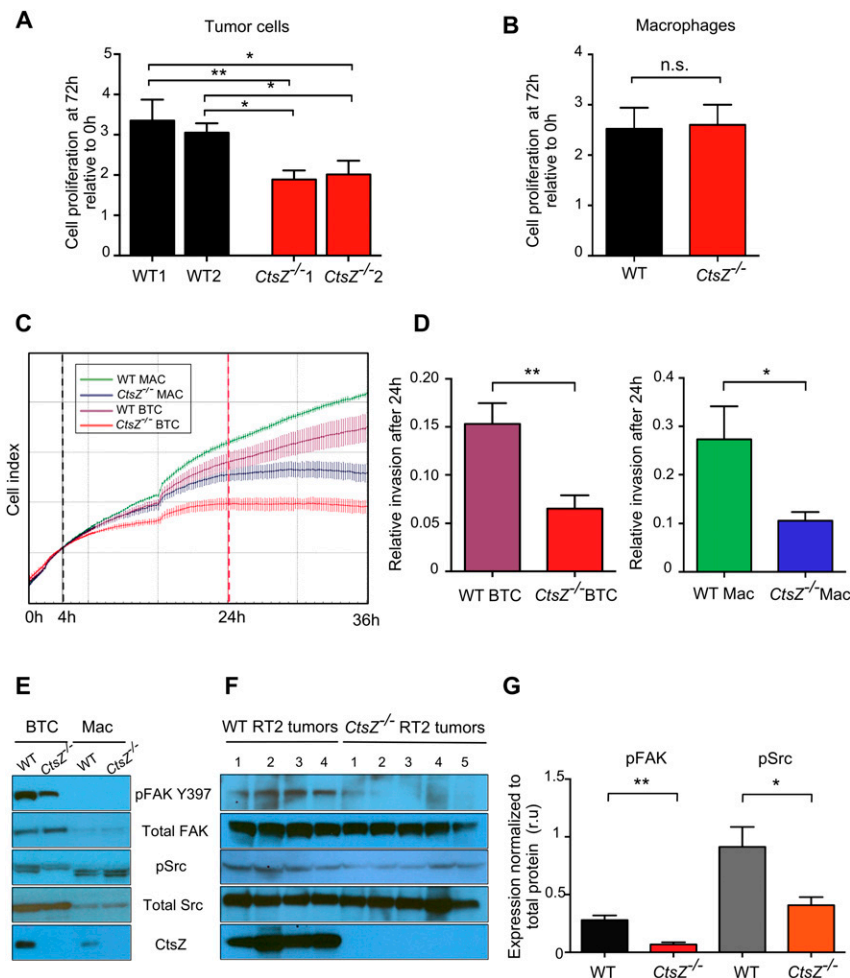 A
Tumor cells
Cell proliferation at 72h
relative to 0h
5
4
3
2
1
0
*
**
*
*
WT1
WT2
CtsZ-/-1
CtsZ-/-2
B
Macrophages
Cell proliferation at 72h
relative to 0h
4
3
2
1
0
n.s.
WT
CtsZ-/-
C
Cell index
WT MAC
CtsZ-/- MAC
WT BTC
CtsZ-/- BTC
0h
4h
24h
36h
D
Relative invasion after 24h
0.20
0.15
0.10
0.05
0.00
**
WT BTC
CtsZ-/-BTC
Relative invasion after 24h
0.4
0.3
0.2
0.1
0.0
*
WT Mac
CtsZ-/-Mac
E
BTC Mac
WT CtsZ-/- WT CtsZ-/-
F
WT RT2 tumors CtsZ-/- RT2 tumors
1 2 3 4 1 2 3 4 5
pFAK Y397
Total FAK
pSrc
Total Src
CtsZ
G
pFAK pSrc
Expression normalized to
total protein (r.u)
1.5
1
0.5
0
**
*
WT
CtsZ-/-
WT
CtsZ-/-